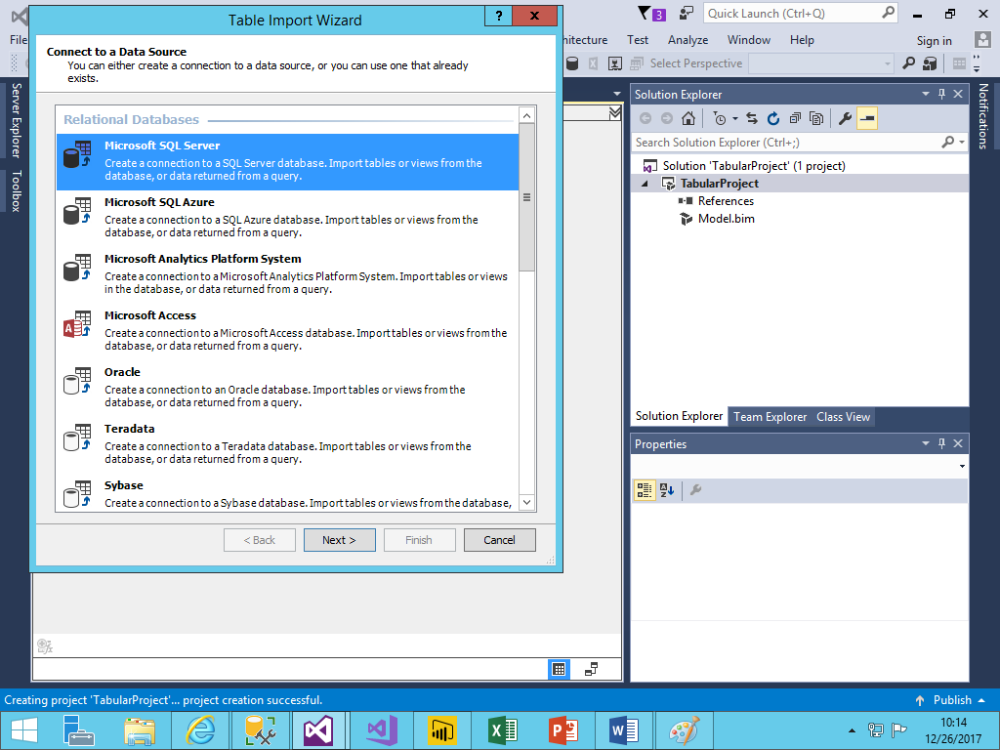 Table Import Wizard
?
x
3
Quick Launch (Ctrl+Q)
File
hitecture
Test
Analyze
Window
Help
Sign in
Select Perspective
Connect to a Data Source
You can either create a connection to a data source, or you can use one that already
exists.
Relational Databases
Microsoft SQL Server
Create a connection to a SQL Server database. Import tables or views from the
database, or data returned from a query.
Microsoft SQL Azure
Create a connection to a SQL Azure database. Import tables or views from the
database, or data returned from a query.
Microsoft Analytics Platform System
Create a connection to a Microsoft Analytics Platform System. Import tables or views
in the database, or data returned from a query.
Microsoft Access
Create a connection to a Microsoft Access database. Import tables or views from the
database, or data returned from a query.
Oracle
Create a connection to an Oracle database. Import tables or views from the
database, or data returned from a query.
Teradata
Create a connection to a Teradata database. Import tables or views from the
database, or data returned from a query.
Sybase
Create a connection to a Sybase database. Import tables or views from the database,
< Back
Next >
Finish
Cancel
Server Explorer
Toolbox
Notifications
Solution Explorer
Search Solution Explorer (Ctrl+;)
Solution 'TabularProject' (1 project)
TabularProject
References
Model.bim
Solution Explorer
Team Explorer
Class View
Properties
Creating project 'TabularProject'... project creation successful.
Publish
10:14
12/26/2017